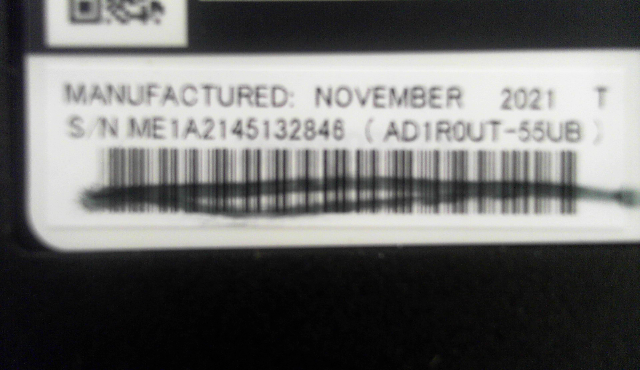 MANUFACTURED: NOVEMBER 2021 T
S/N ME1A2145132846 ( AD1R0UT-55UB )